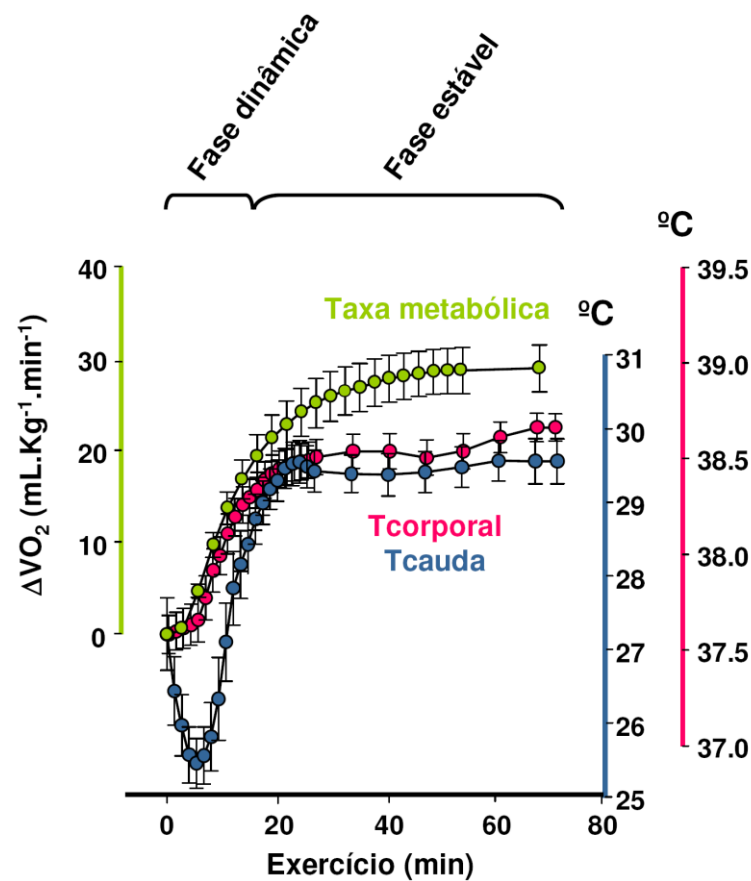 Fase dinâmica
Fase estável
ºC
ºC
40
30
20
10
0
ΔVO₂ (mL.Kg⁻¹.min⁻¹)
Taxa metabólica
Tcorporal
Tcauda
31
30
29
28
27
26
25
39.5
39.0
38.5
38.0
37.5
37.0
0 20 40 60 80
Exercício (min)